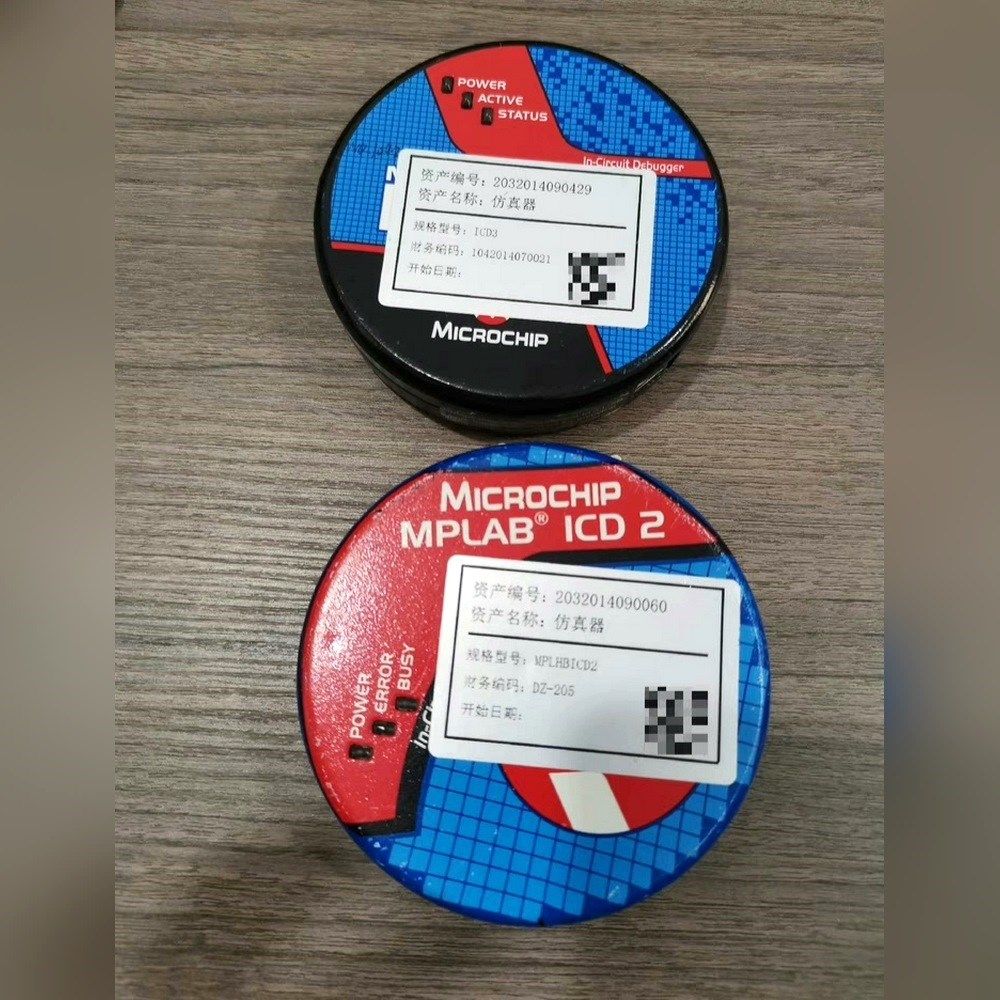 POWER
ACTIVE
STATUS
In-Circuit Debugger
资产编号：2032014090429
资产名称：仿真器
规格型号：ICD3
财务编码：1042014070021
开始日期：
MICROCHIP
MICROCHIP
MPLAB® ICD 2
资产编号：2032014090060
资产名称：仿真器
规格型号：MPLHBICD2
财务编码：DZ-205
开始日期：
POWER
ERROR
BUSY